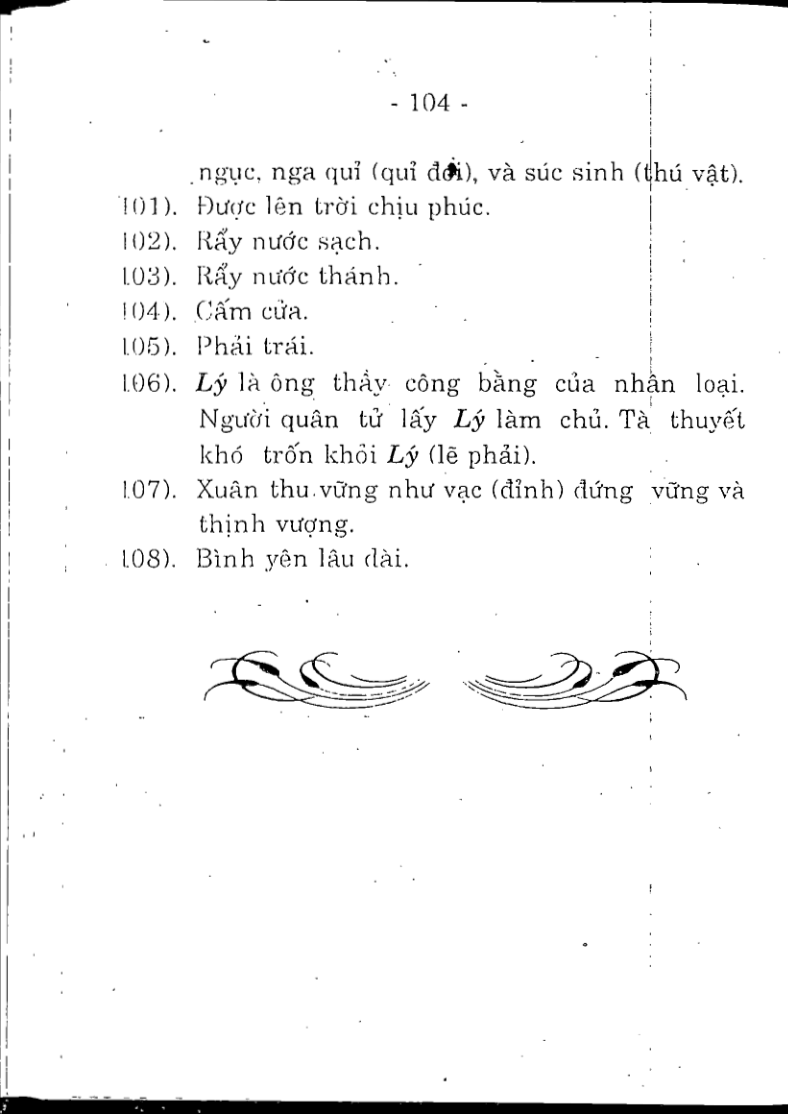 - 104 -
ngục, nga quỉ (quỉ đói), và súc sinh (thú vật).
101). Được lên trời chịu phúc.
102). Rẩy nước sạch.
103). Rẩy nước thánh.
104). Cấm cửa.
105). Phải trái.
106). Lý là ông thầy công bằng của nhân loại.
Người quân tử lấy Lý làm chủ. Tà thuyết
khó trốn khỏi Lý (lẽ phải).
107). Xuân thu vững như vạc (đỉnh) đứng vững và
thịnh vượng.
108). Bình yên lâu dài.